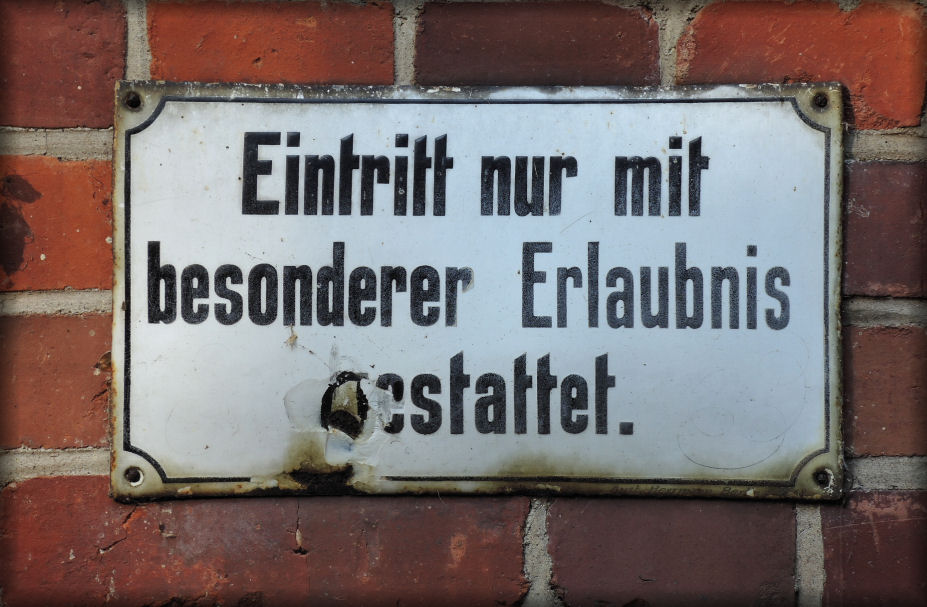 Eintritt nur mit
besonderer Erlaubnis
gestattet.